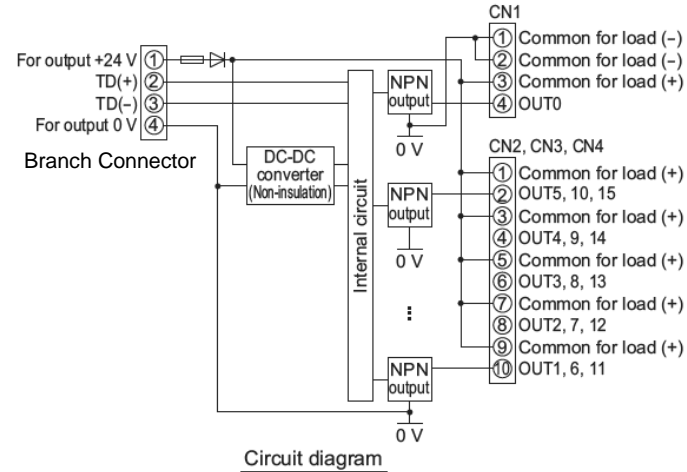 For output +24 V ①
TD(+) ②
TD(−) ③
For output 0 V ④
Branch Connector
DC-DC
converter
(Non-insulation)
Internal circuit
NPN
output
0 V
NPN
output
0 V
NPN
output
0 V
CN1
① Common for load (−)
② Common for load (−)
③ Common for load (+)
④ OUT0
CN2, CN3, CN4
① Common for load (+)
② OUT5, 10, 15
③ Common for load (+)
④ OUT4, 9, 14
⑤ Common for load (+)
⑥ OUT3, 8, 13
⑦ Common for load (+)
⑧ OUT2, 7, 12
⑨ Common for load (+)
⑩ OUT1, 6, 11
Circuit diagram